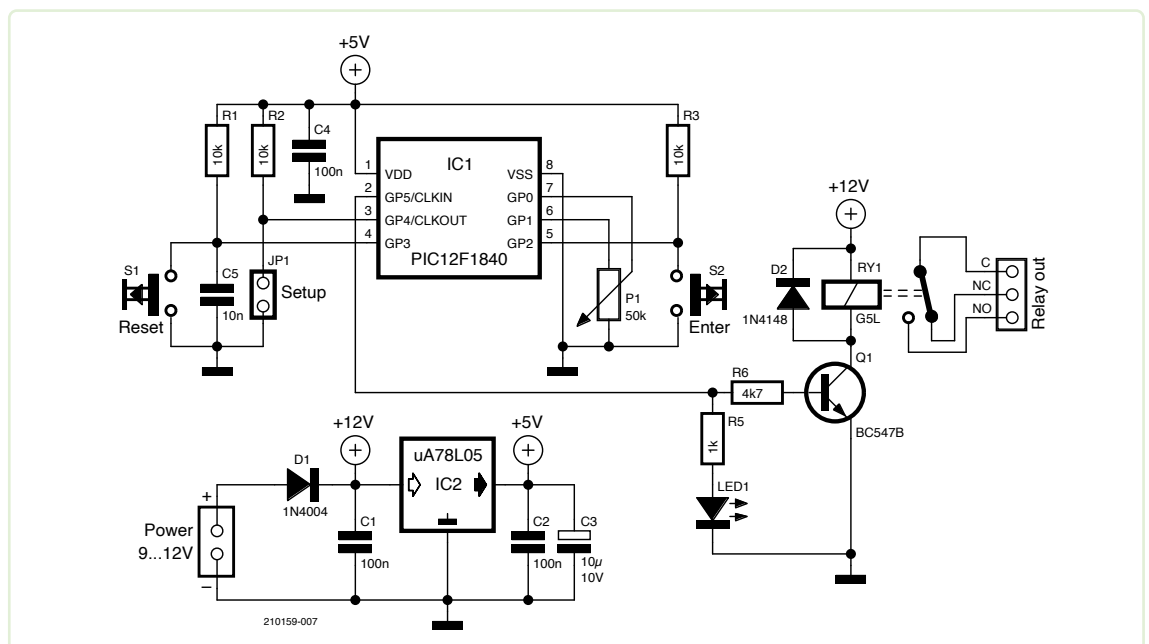 +5V
R1
10k
R2
10k
C4
100n
R3
10k
IC1
1
VDD
2
GP5/CLKIN
3
GP4/CLKOUT
4
GP3
VSS
8
GP0
7
GP1
6
GP2
5
PIC12F1840
S1
Reset
C5
10n
JP1
Setup
P1
50k
S2
Enter
+12V
D2
1N4148
RY1
G5L
C
NC
NO
Relay out
Q1
BC547B
R6
4k7
R5
1k
LED1
+12V
+5V
D1
1N4004
uA78L05
IC2
+
Power
9...12V
–
C1
100n
C2
100n
C3
10µ
10V
210159-007